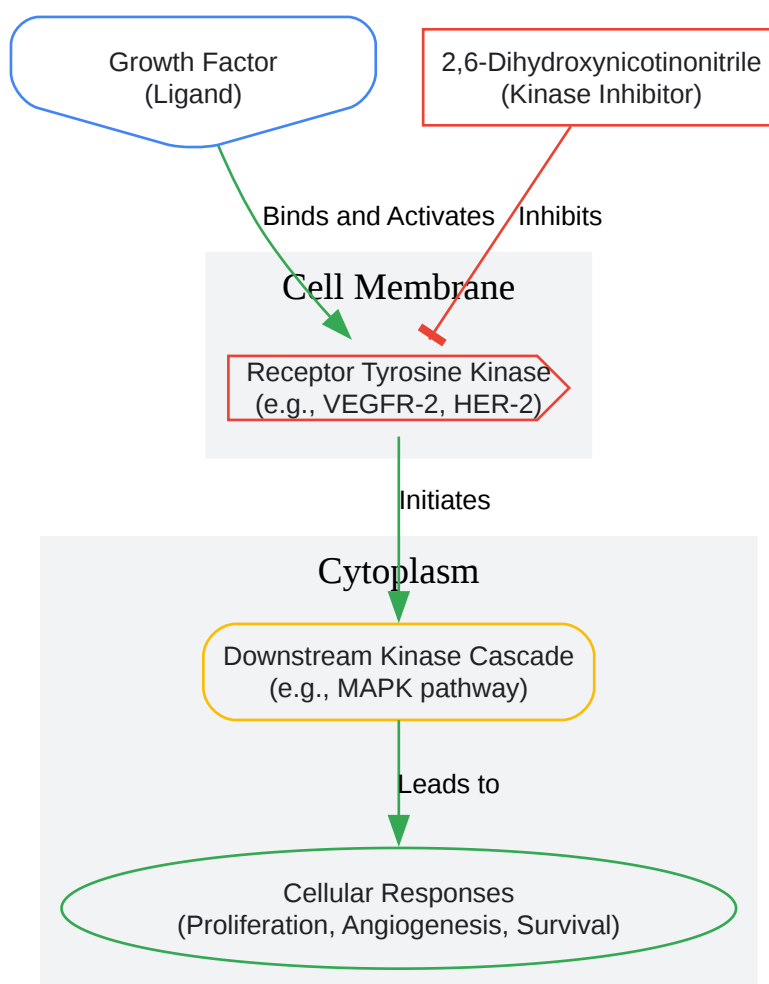 Growth Factor
(Ligand)
2,6-Dihydroxynicotinonitrile
(Kinase Inhibitor)
Binds and Activates
Inhibits
Cell Membrane
Receptor Tyrosine Kinase
(e.g., VEGFR-2, HER-2)
Initiates
Cytoplasm
Downstream Kinase Cascade
(e.g., MAPK pathway)
Leads to
Cellular Responses
(Proliferation, Angiogenesis, Survival)